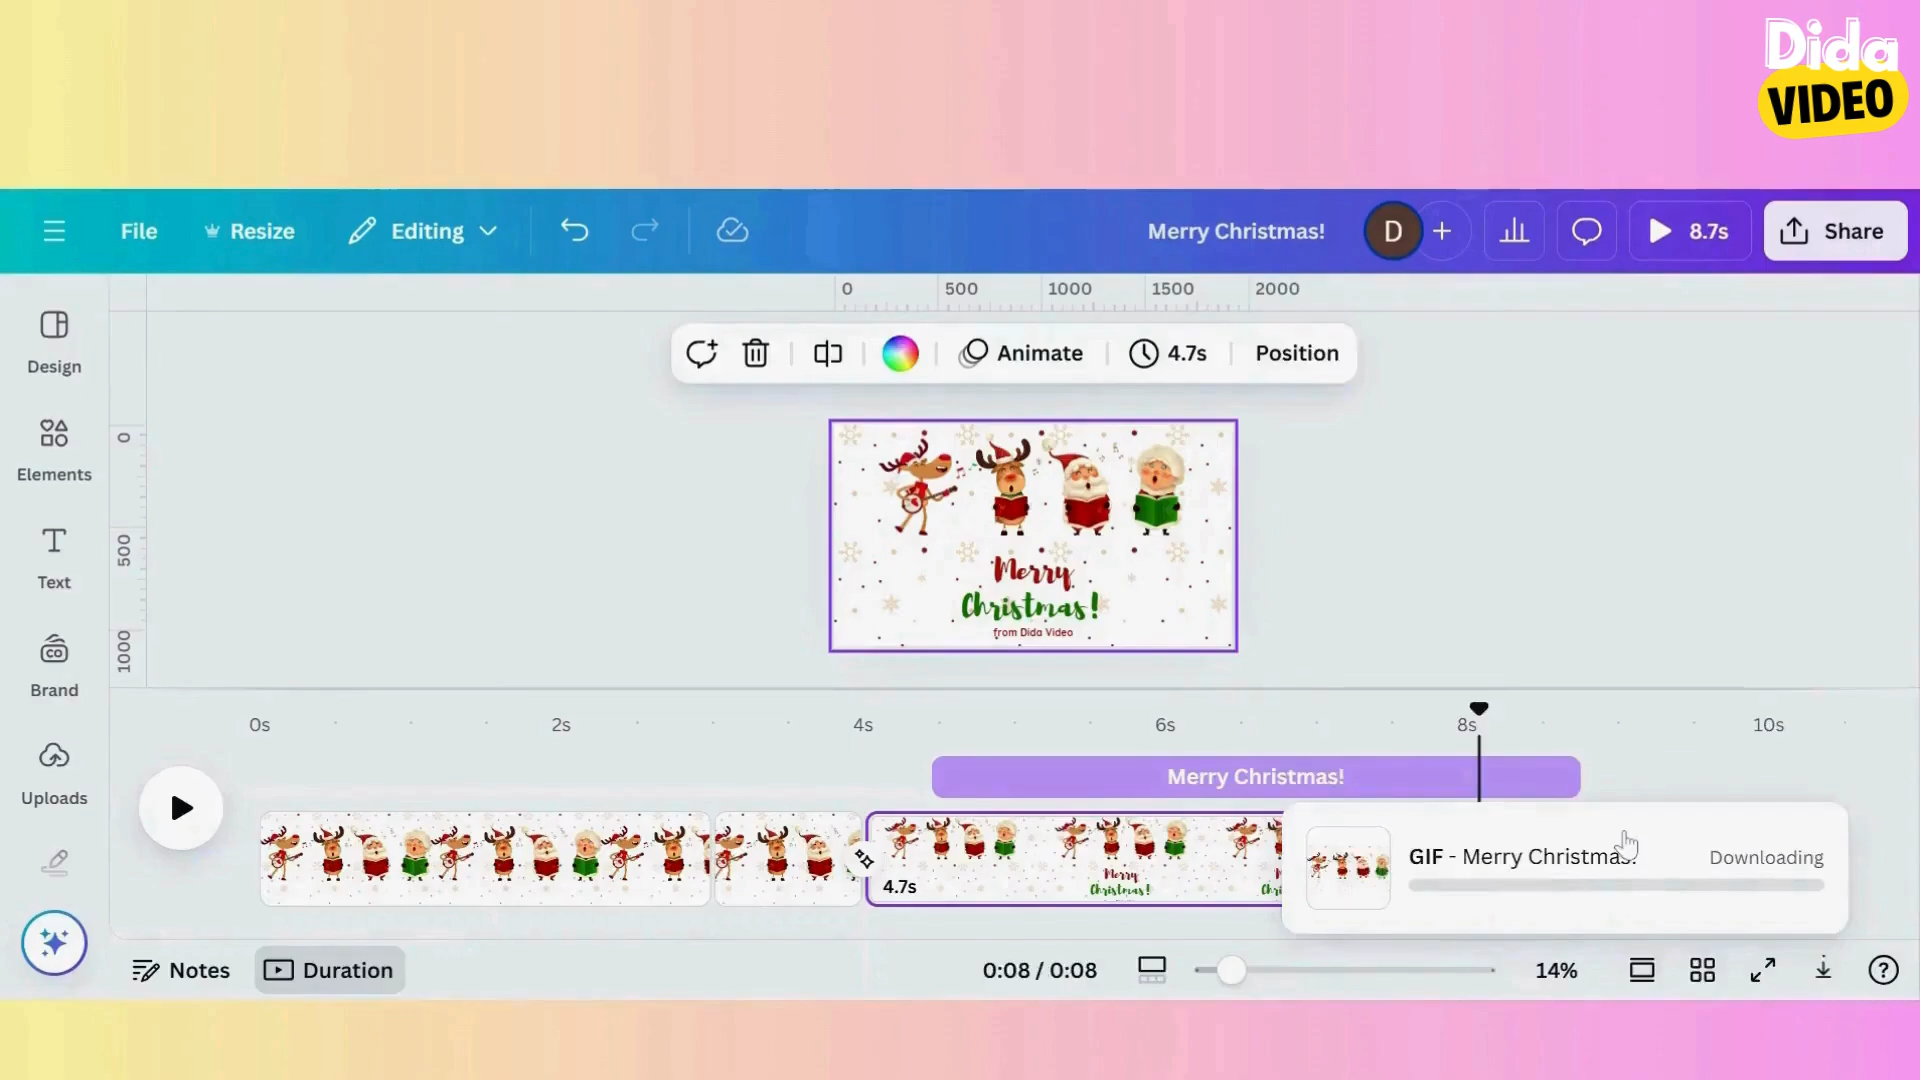 Dida
VIDEO
File
Resize
Editing
Merry Christmas!
D
8.7s
Share
0 500 1000 1500 2000
Animate
4.7s
Position
Design
Elements
Text
Brand
Uploads
0
500
1000
Merry
Christmas!
from Dida Video
0s 2s 4s 6s 8s 10s
Merry Christmas!
4.7s
Merry
Christmas!
GIF - Merry Christmas!
Downloading
Notes
Duration
0:08 / 0:08
14%